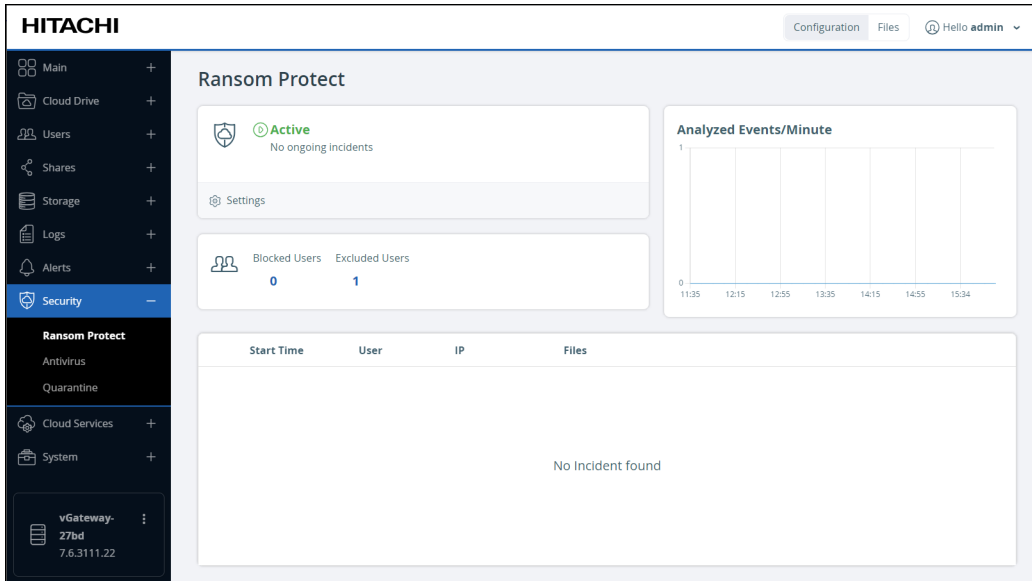 HITACHI
Configuration
Files
Hello admin
Main
Cloud Drive
Users
Shares
Storage
Logs
Alerts
Security
Ransom Protect
Antivirus
Quarantine
Cloud Services
System
vGateway-
27bd
7.6.3111.22
Ransom Protect
Active
No ongoing incidents
Settings
Blocked Users Excluded Users
0 1
Analyzed Events/Minute
1
0
11:35 12:15 12:55 13:35 14:15 14:55 15:34
Start Time User IP Files
No Incident found